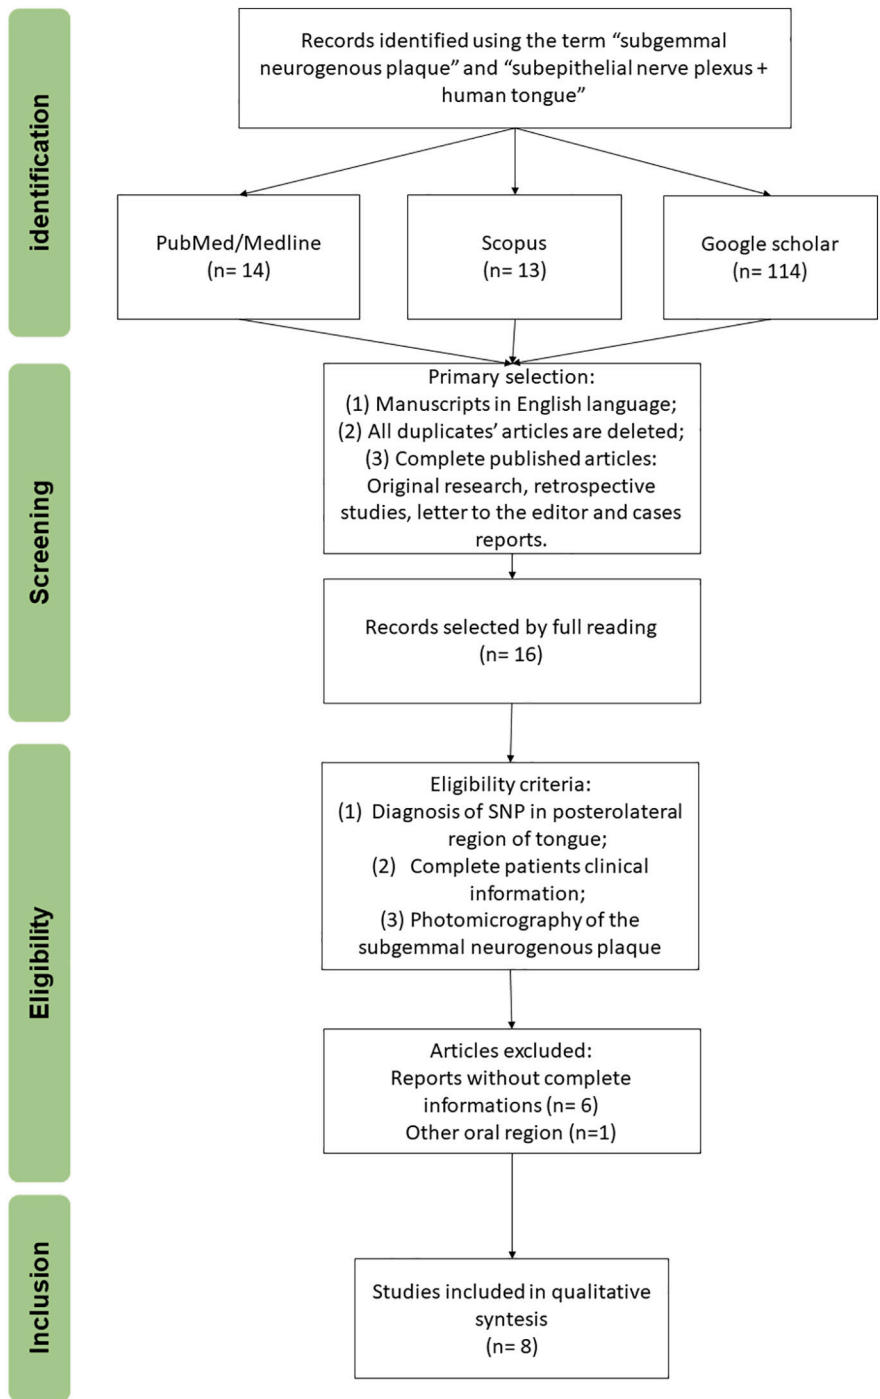 identification
Records identified using the term “subgemmal
neurogenous plaque” and “subepithelial nerve plexus +
human tongue”
PubMed/Medline
(n= 14)
Scopus
(n= 13)
Google scholar
(n= 114)
Screening
Primary selection:
(1) Manuscripts in English language;
(2) All duplicates’ articles are deleted;
(3) Complete published articles:
Original research, retrospective
studies, letter to the editor and cases
reports.
Records selected by full reading
(n= 16)
Eligibility
Eligibility criteria:
(1) Diagnosis of SNP in posterolateral
region of tongue;
(2) Complete patients clinical
information;
(3) Photomicrography of the
subgemmal neurogenous plaque
Articles excluded:
Reports without complete
informations (n= 6)
Other oral region (n=1)
Inclusion
Studies included in qualitative
syntesis
(n= 8)